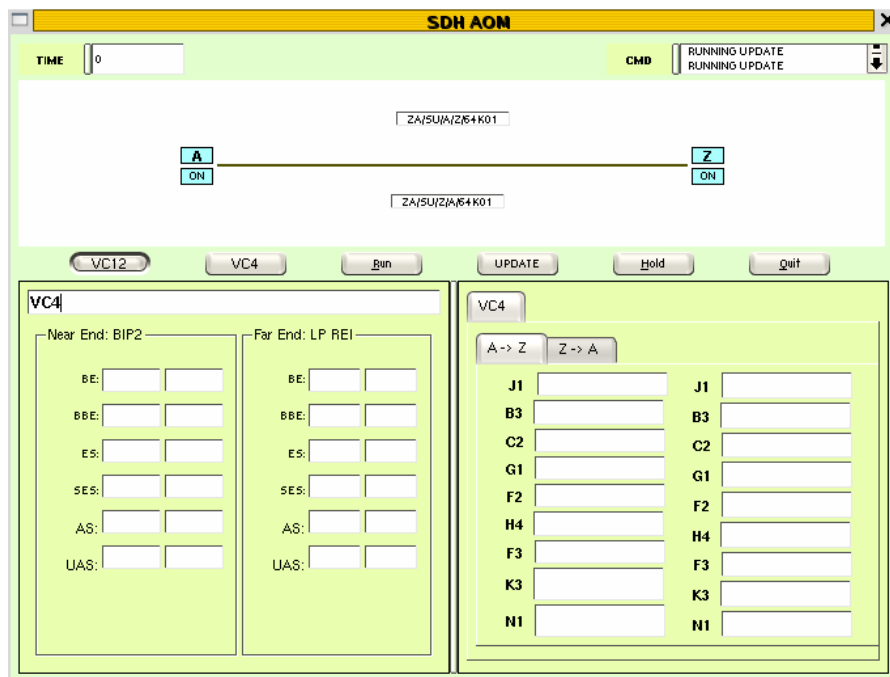 SDH AOM
TIME
0
CMD
RUNNING UPDATE
RUNNING UPDATE
ZA/SU/A/Z/64K01
A
ON
Z
ON
ZA/SU/Z/A/64K01
VC12
VC4
Run
UPDATE
Hold
Quit
VC4
Near End: BIP2
BE:
BBE:
ES:
SES:
AS:
UAS:
Far End: LP REI
BE:
BBE:
ES:
SES:
AS:
UAS:
VC4
A -> Z
Z -> A
J1
B3
C2
G1
F2
H4
F3
K3
N1
J1
B3
C2
G1
F2
H4
F3
K3
N1